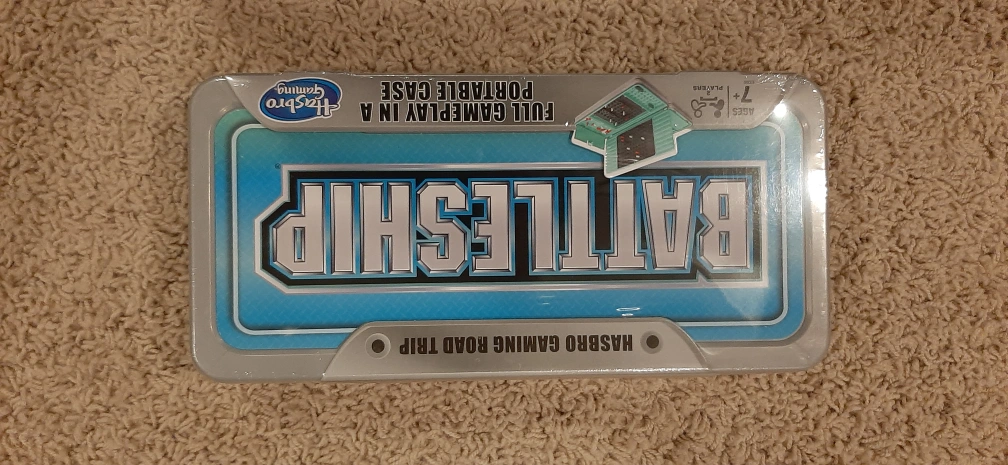 HASBRO GAMING ROAD TRIP
BATTLESHIP
AGES
7+
2
PLAYERS
FULL GAMEPLAY IN A
PORTABLE CASE
Hasbro
Gaming